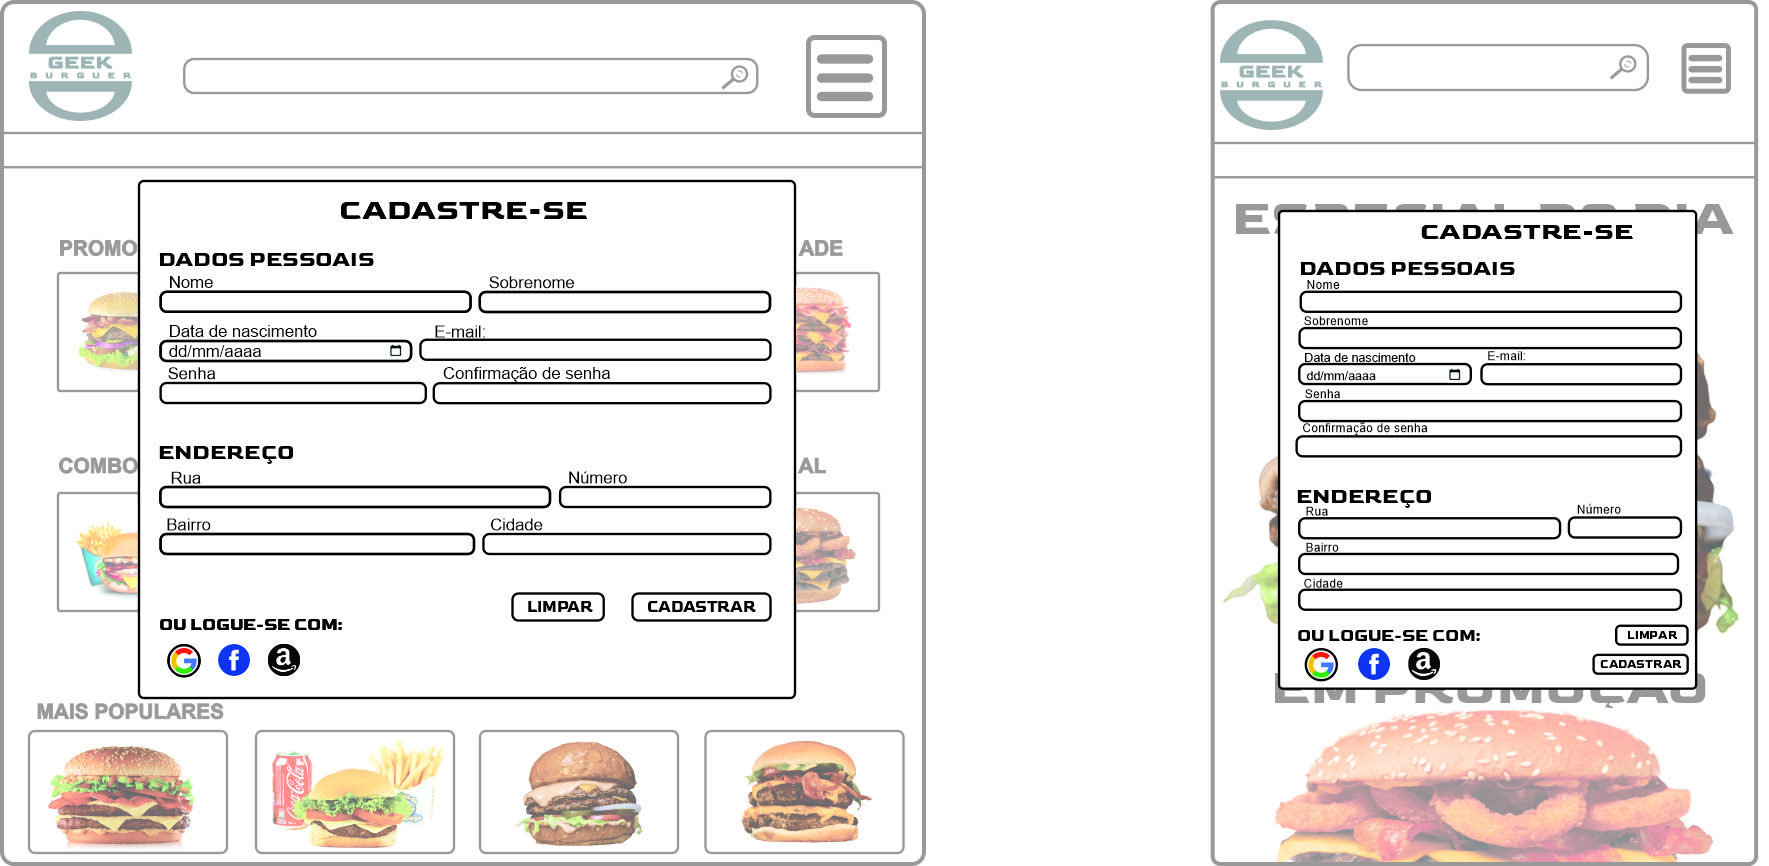 GEEK
BURGUER
CADASTRE-SE
PROMO
ADE
DADOS PESSOAIS
Nome
Sobrenome
Data de nascimento
E-mail:
dd/mm/aaaa
Senha
Confirmação de senha
ENDEREÇO
COMBO
AL
Rua
Número
Bairro
Cidade
LIMPAR
CADASTRAR
OU LOGUE-SE COM:
MAIS POPULARES
Coca-Cola
GEEK
BURGUER
ESPECIAL DO DIA
CADASTRE-SE
DADOS PESSOAIS
Nome
Sobrenome
Data de nascimento
E-mail:
dd/mm/aaaa
Senha
Confirmação de senha
ENDEREÇO
Rua
Número
Bairro
Cidade
OU LOGUE-SE COM:
LIMPAR
CADASTRAR
EM PROMOÇÃO